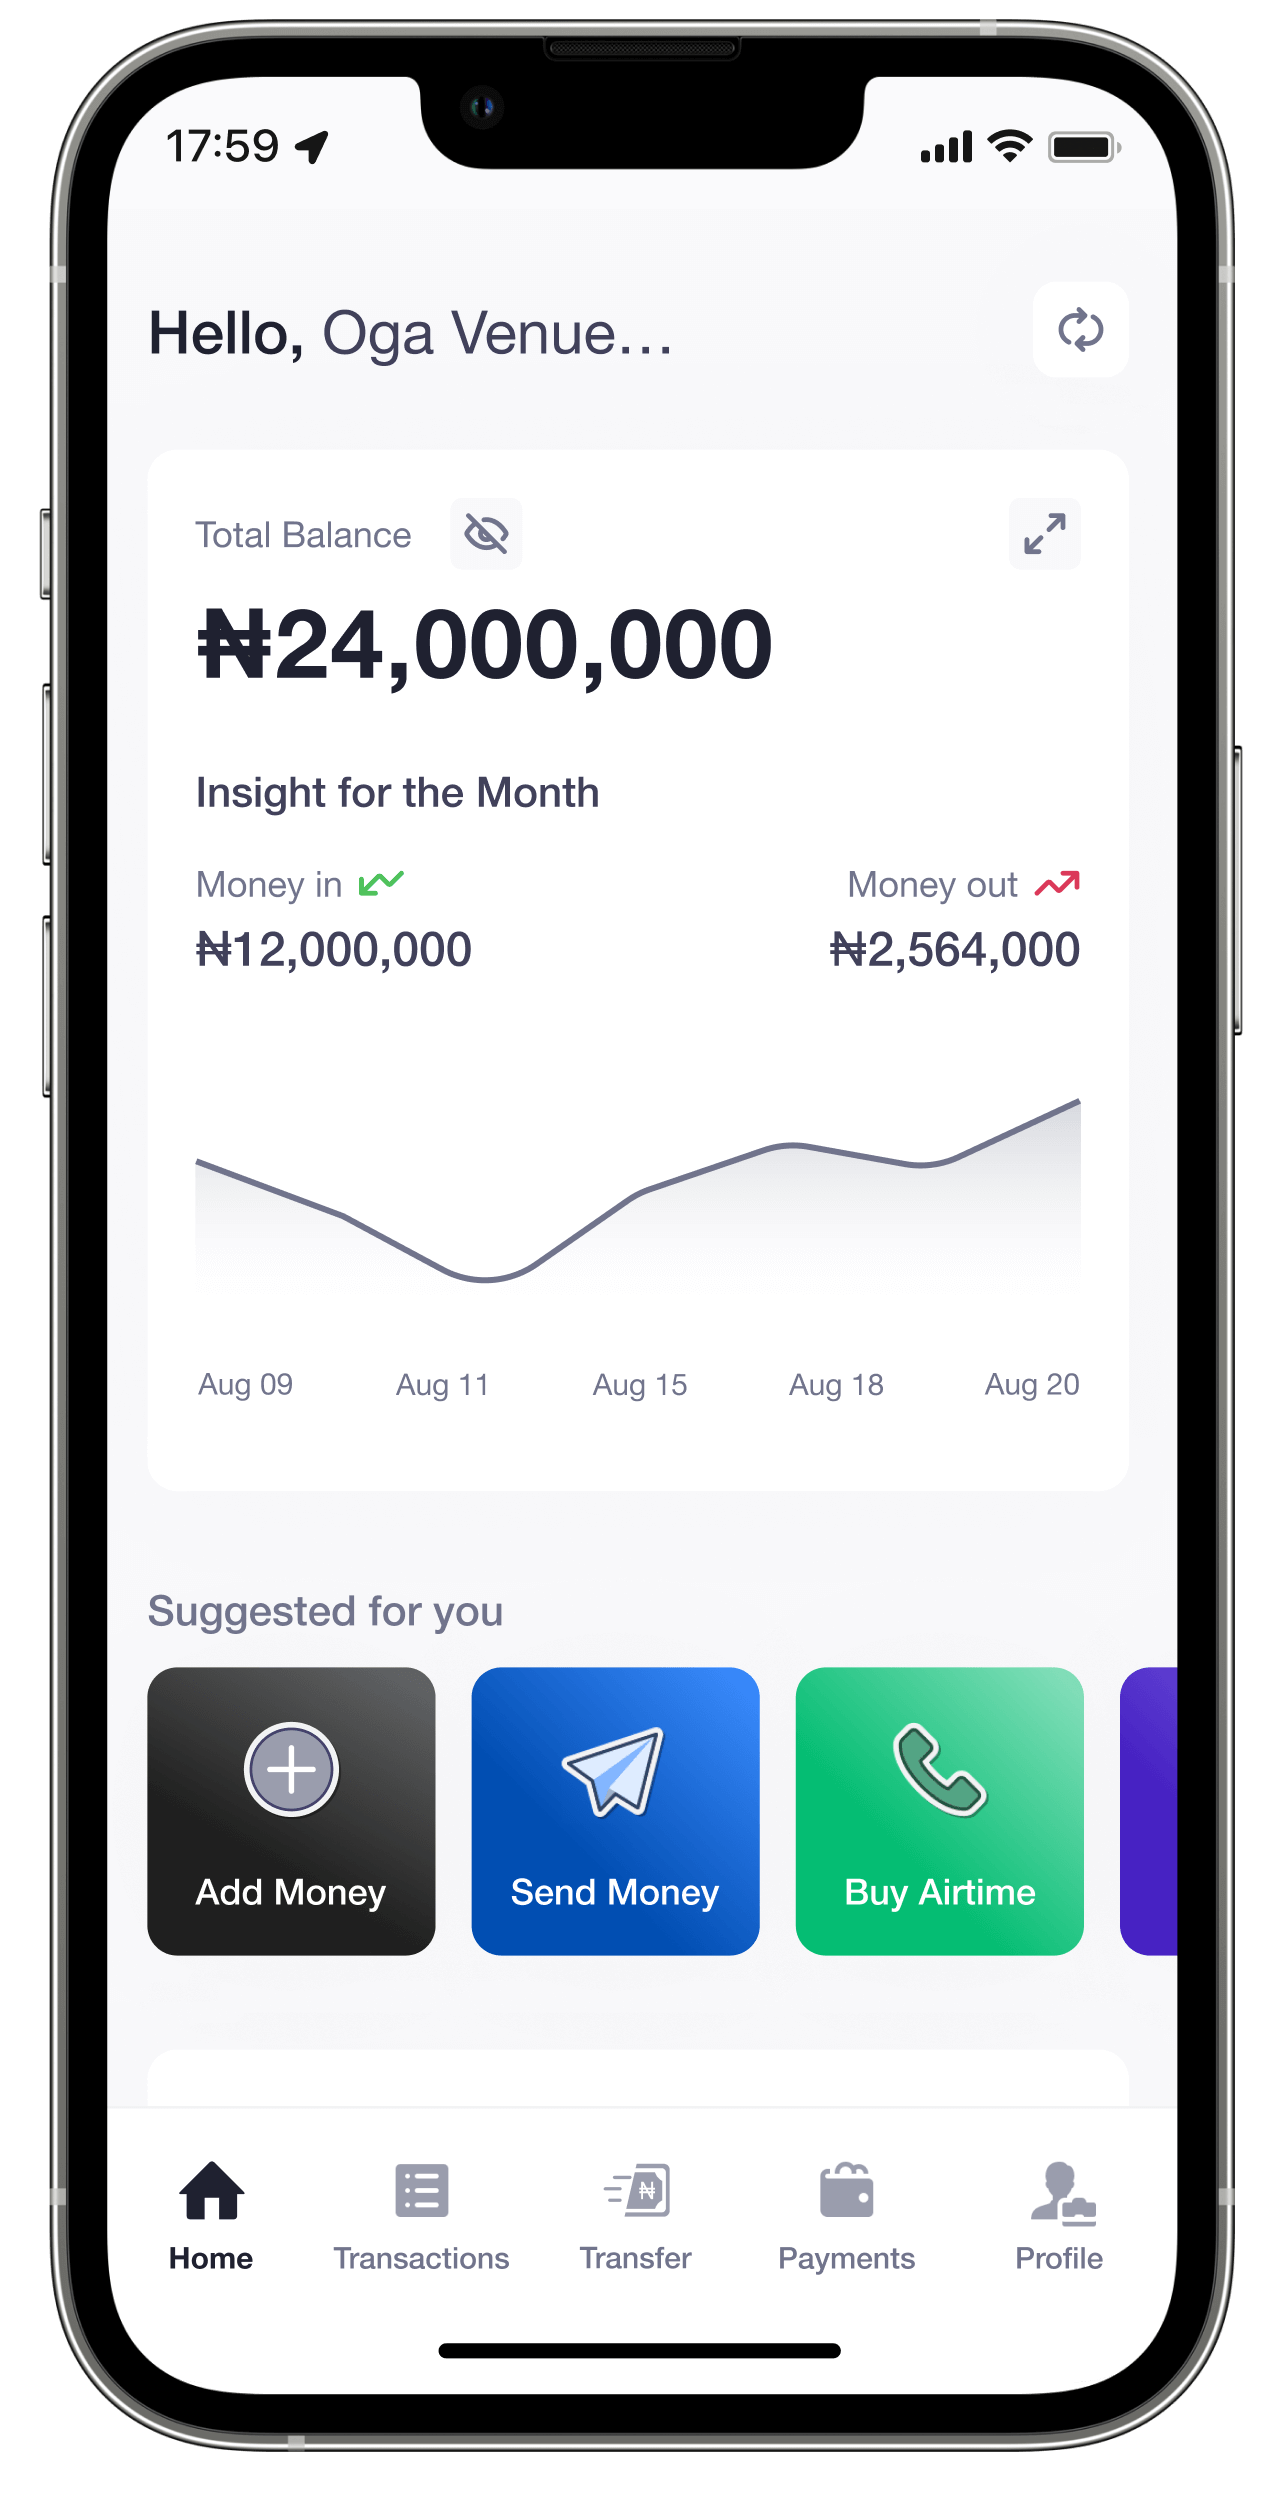 17:59
Hello, Oga Venue...
Total Balance
₦24,000,000
Insight for the Month
Money in Money out
₦12,000,000 ₦2,564,000
Aug 09 Aug 11 Aug 15 Aug 18 Aug 20
Suggested for you
Add Money Send Money Buy Airtime
₦
Home Transactions Transfer Payments Profile